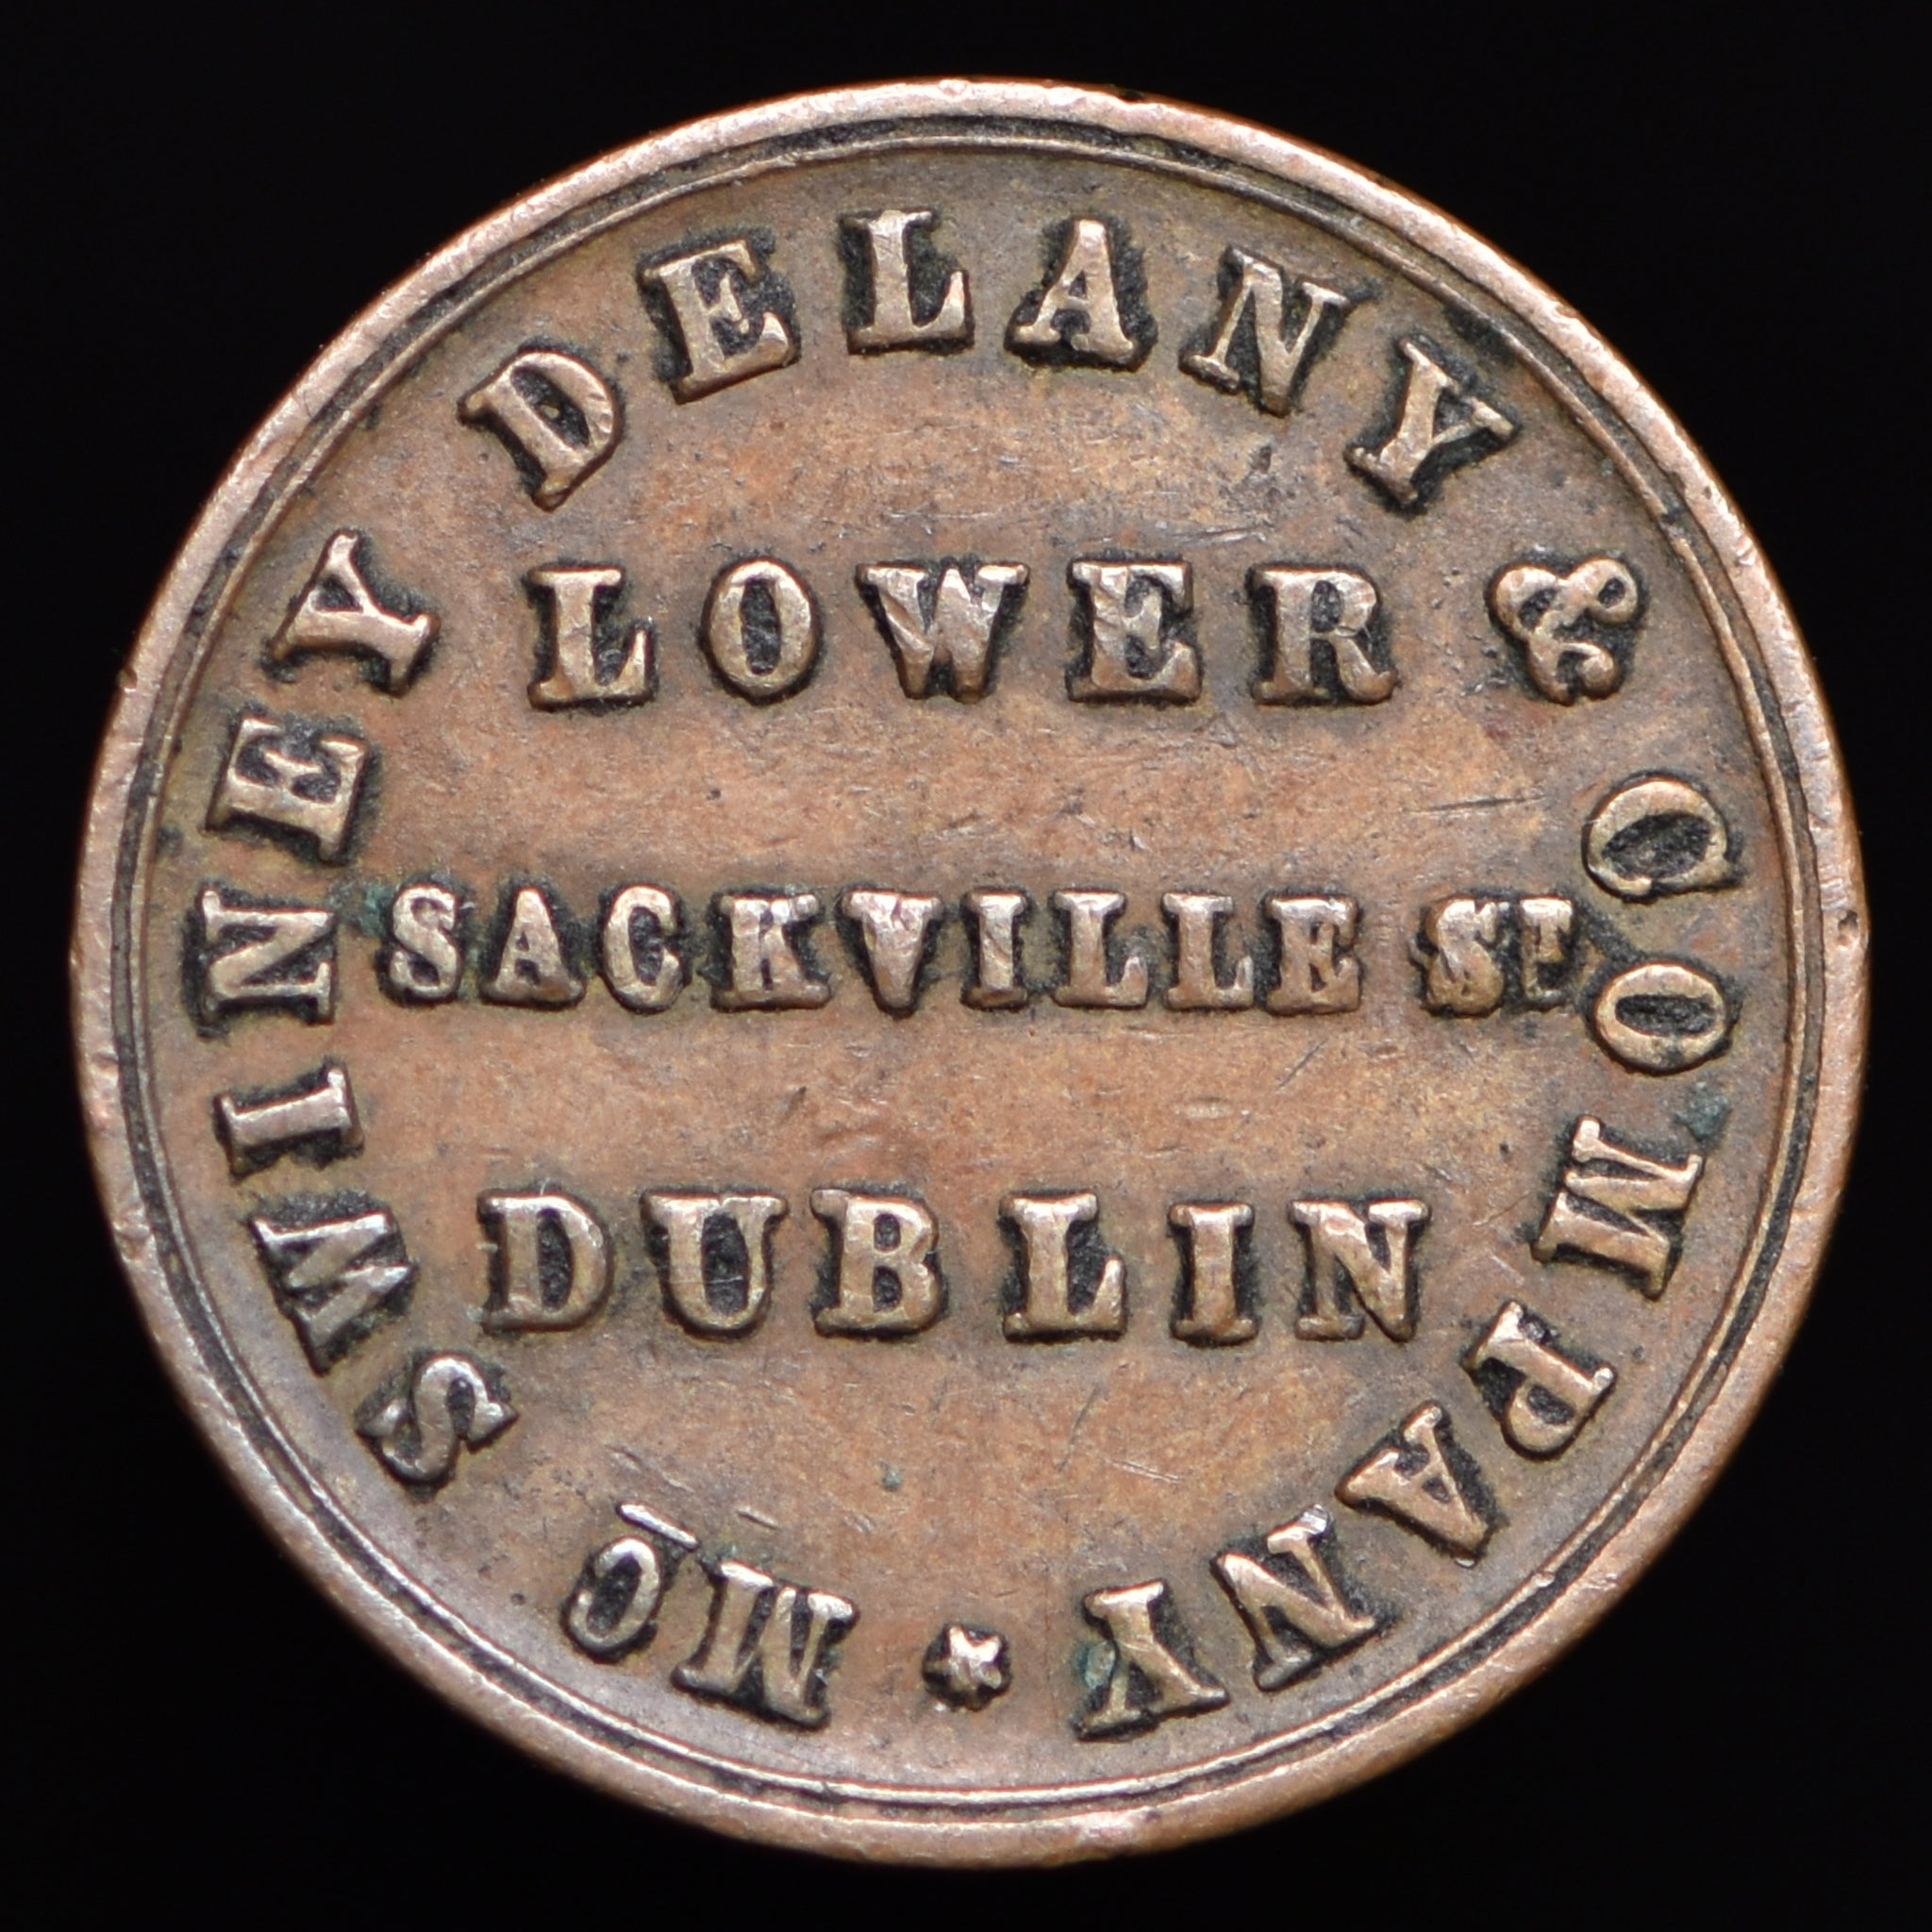 MC SWINEY DELANY & COMPANY
LOWER
SACKVILLE ST
DUBLIN